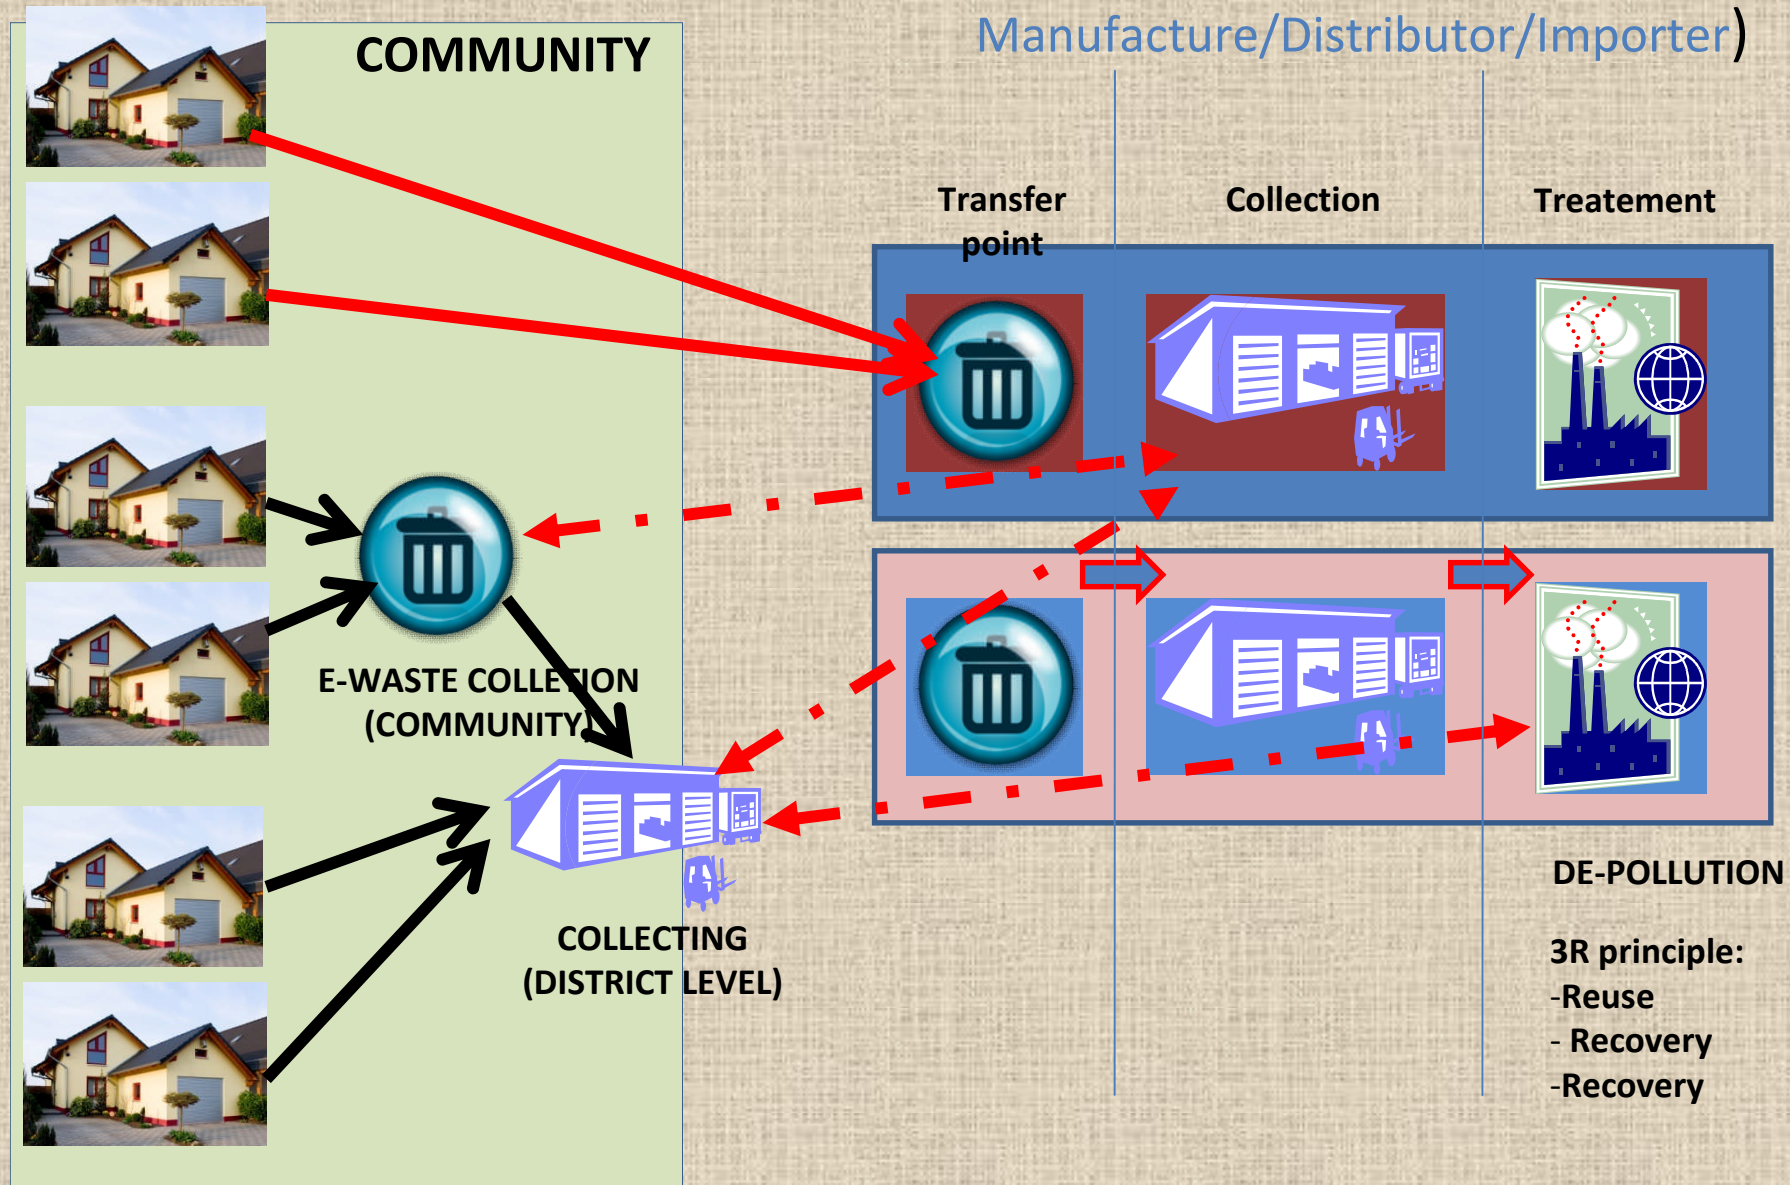 COMMUNITY
Manufacture/Distributor/Importer)
Transfer
point
Collection
Treatement
E-WASTE COLLETION
(COMMUNITY)
COLLECTING
(DISTRICT LEVEL)
DE-POLLUTION
3R principle:
-Reuse
- Recovery
-Recovery